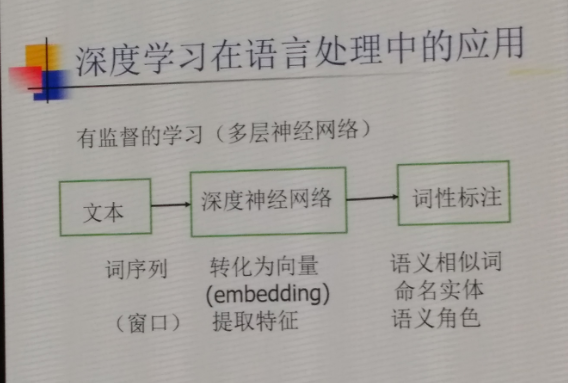 深度学习在语言处理中的应用
有监督的学习（多层神经网络）
文本 深度神经网络 词性标注
词序列 转化为向量 语义相似词
(embedding) 命名实体
（窗口） 提取特征 语义角色